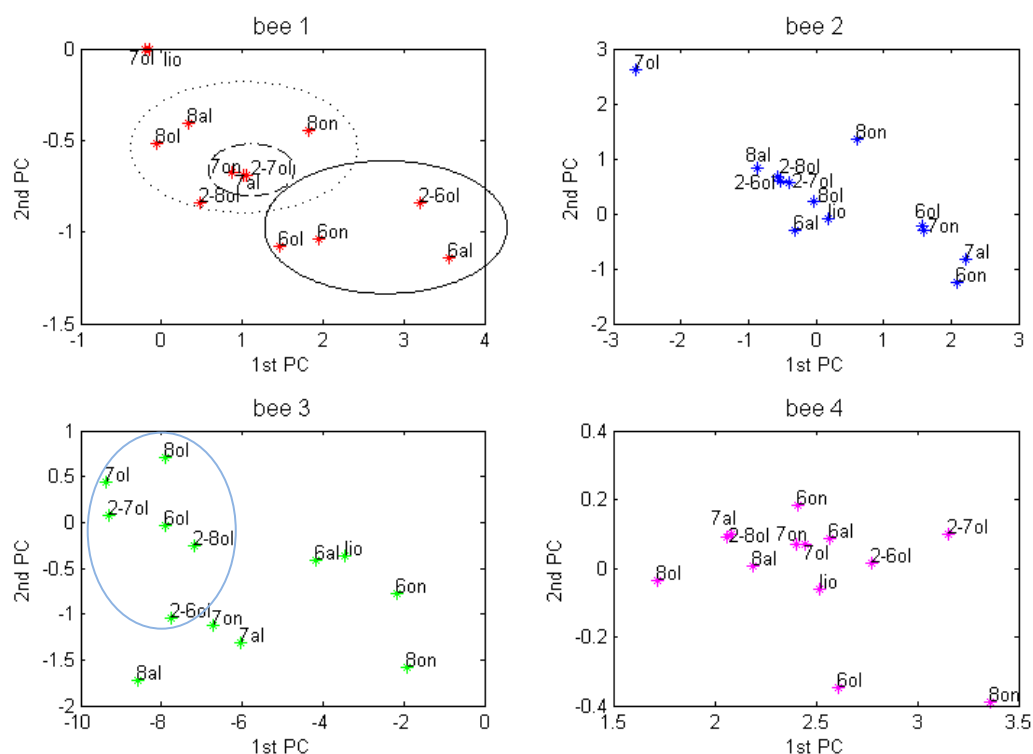 bee 1
2nd PC
0
-0.5
-1
-1.5
7ol lio
8al
8ol
8on
7on 2-7ol
7al
2-8ol
2-6ol
6ol 6on
6al
-1 0 1 2 3 4
1st PC
bee 2
2nd PC
3
2
1
0
-1
-2
7ol
8on
8al 2-8ol
2-6ol 2-7ol
8ol
6al lio
6ol
7on
7al
6on
-3 -2 -1 0 1 2 3
1st PC
bee 3
2nd PC
1
0.5
0
-0.5
-1
-1.5
-2
8ol
7ol
2-7ol
6ol
2-8ol
6al lio
6on
2-6ol
7on
7al
8al
8on
-10 -8 -6 -4 -2 0
1st PC
bee 4
2nd PC
0.4
0.2
0
-0.2
-0.4
6on
7al
2-8ol 7on 6al
2-7ol
8al 7ol
2-6ol
8ol
lio
6ol
8on
1.5 2 2.5 3 3.5
1st PC